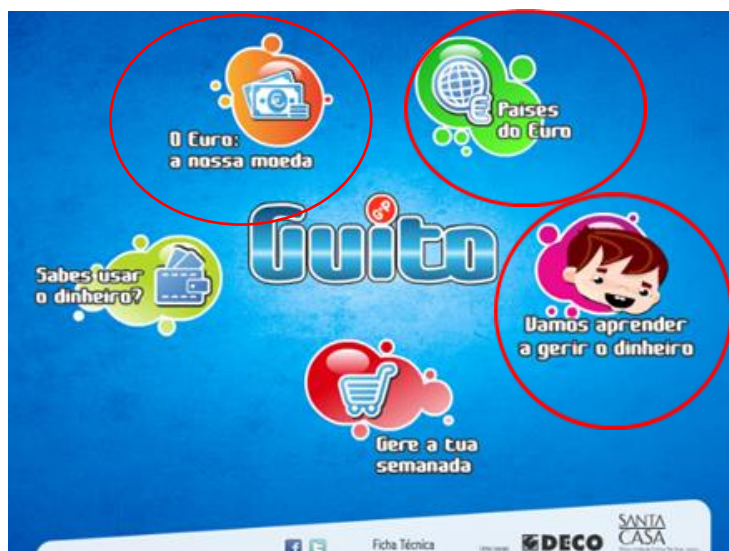 O Euro:
a nossa moeda
Países
do Euro
G&P
Guito
Sabes usar
o dinheiro?
Vamos aprender
a gerir o dinheiro
Gere a tua
semanada
Ficha Técnica
DECO
SANTA
CASA